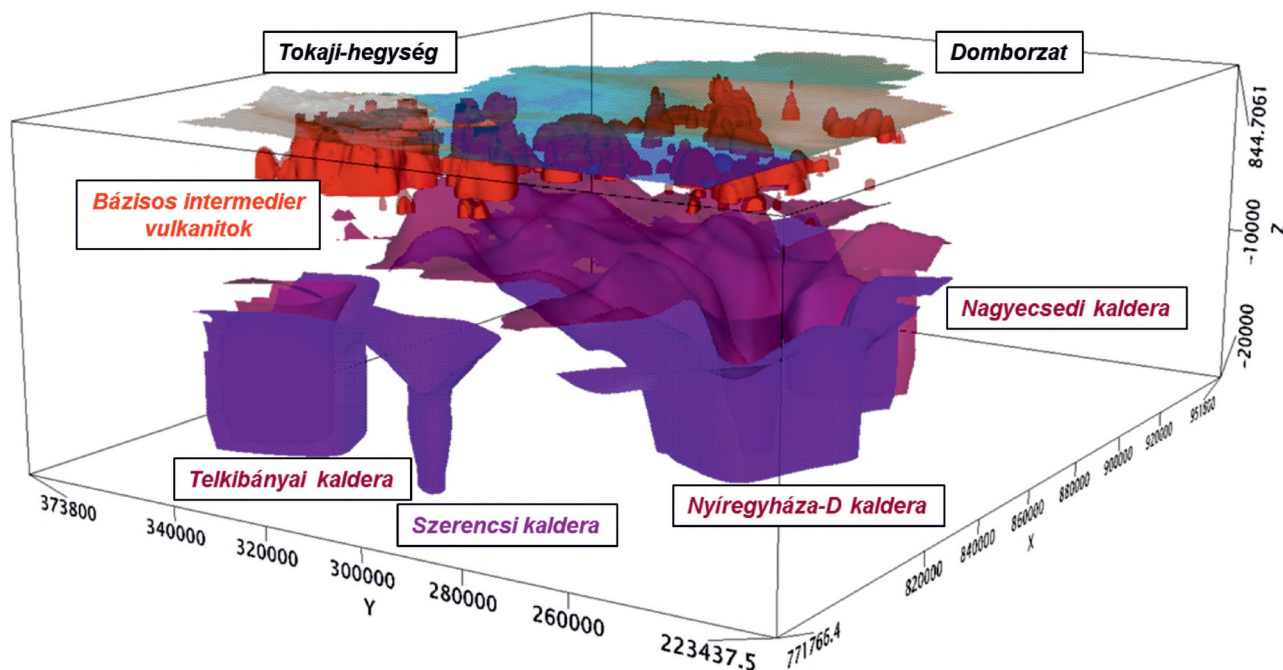 Tokaji-hegység
Domborzat
844.7061
Bázisos intermedier
vulkanitok
-10000
Z
Nagyecsedi kaldera
-20000
951800
920000
900000
880000
860000
840000
820000
X
Telkibányai kaldera
Nyíregyháza-D kaldera
Szerencsi kaldera
373800
340000
320000
300000
280000
260000
Y
223437.5
771766.4